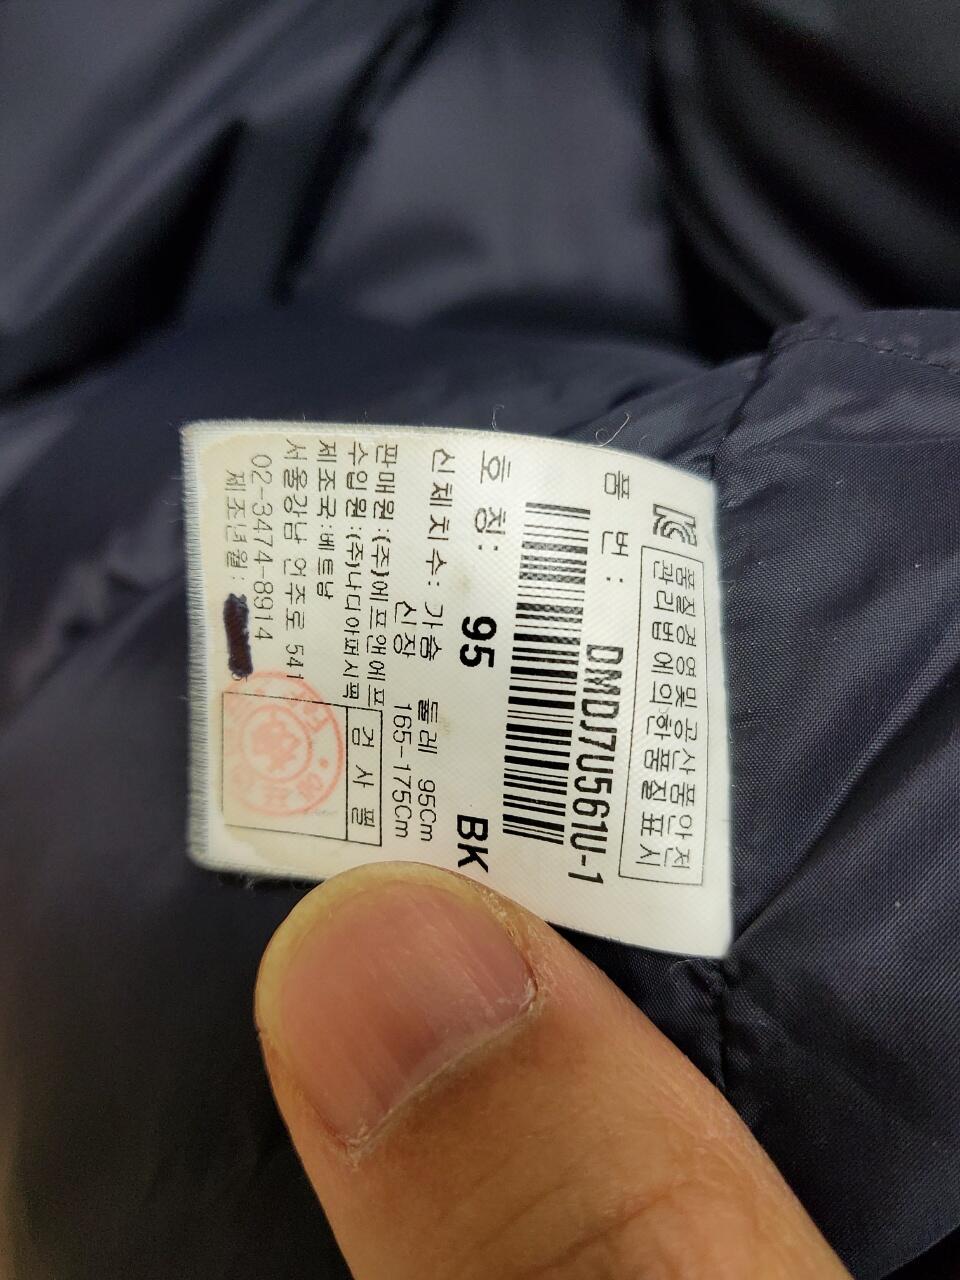 품질경영및공산품안전
관리법에의한품질표시
품 번 :
DMDJ7U561U-1
호 칭: 95 BK
신체치수: 가슴 둘레 95Cm
신장 165-175Cm
판매원:(주)에프앤에프
수입원:(주)나디아퍼시픽
제조국:베트남
서울강남 언주로 541
02-3474-8914
제조년월:
검 사 필